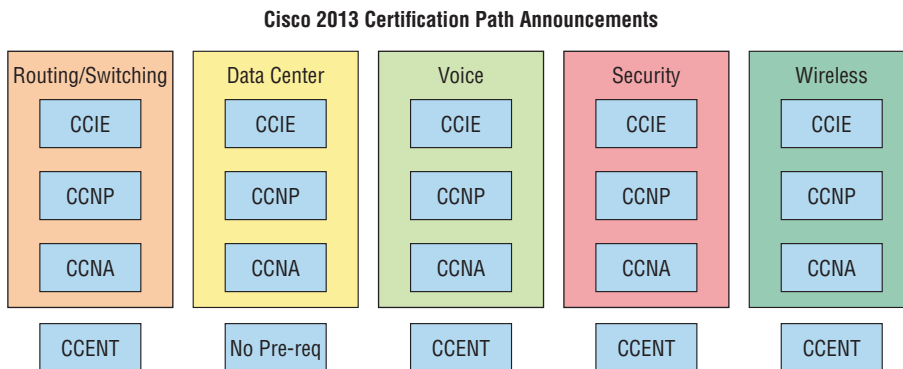 Cisco 2013 Certification Path Announcements
Routing/Switching
CCIE
CCNP
CCNA
CCENT
Data Center
CCIE
CCNP
CCNA
No Pre-req
Voice
CCIE
CCNP
CCNA
CCENT
Security
CCIE
CCNP
CCNA
CCENT
Wireless
CCIE
CCNP
CCNA
CCENT